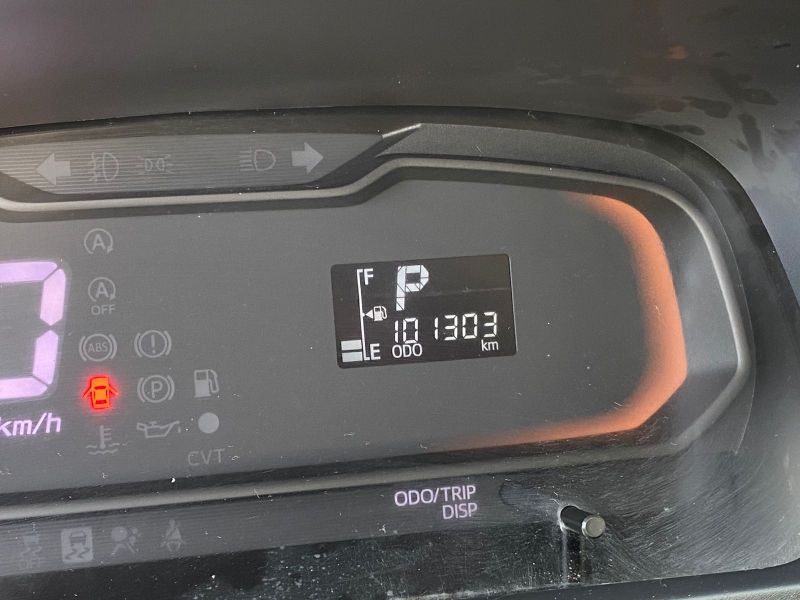 A
A
OFF
ABS
P
km/h
CVT
F
P
101303
E ODO km
ODO/TRIP
DISP